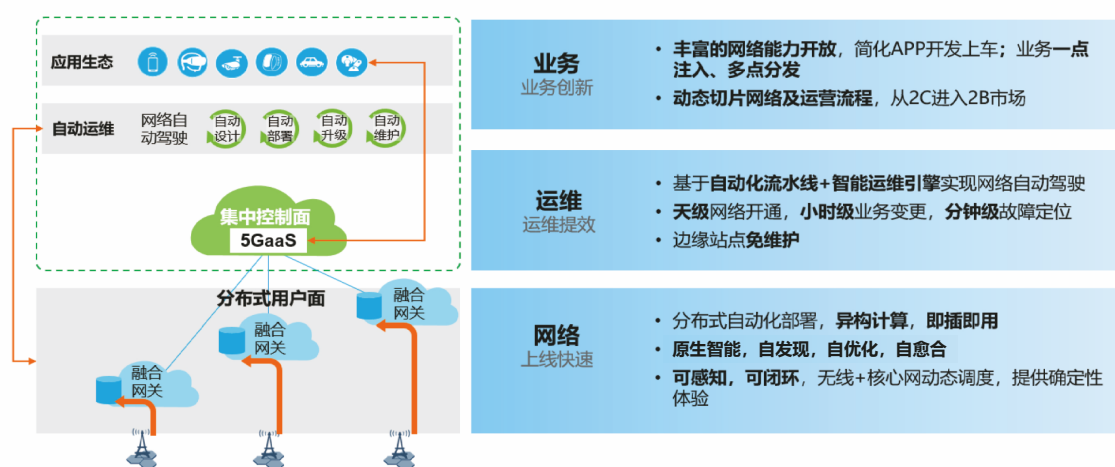 应用生态
自动运维
网络自
动驾驶
自动
设计
自动
部署
自动
升级
自动
维护
集中控制面
5GaaS
分布式用户面
融合
网关
融合
网关
融合
网关
业务
业务创新
• 丰富的网络能力开放，简化APP开发上车；业务一点
注入、多点分发
• 动态切片网络及运营流程，从2C进入2B市场
运维
运维提效
• 基于自动化流水线+智能运维引擎实现网络自动驾驶
• 天级网络开通，小时级业务变更，分钟级故障定位
• 边缘站点免维护
网络
上线快速
• 分布式自动化部署，异构计算，即插即用
• 原生智能，自发现，自优化，自愈合
• 可感知，可闭环，无线+核心网动态调度，提供确定性
体验